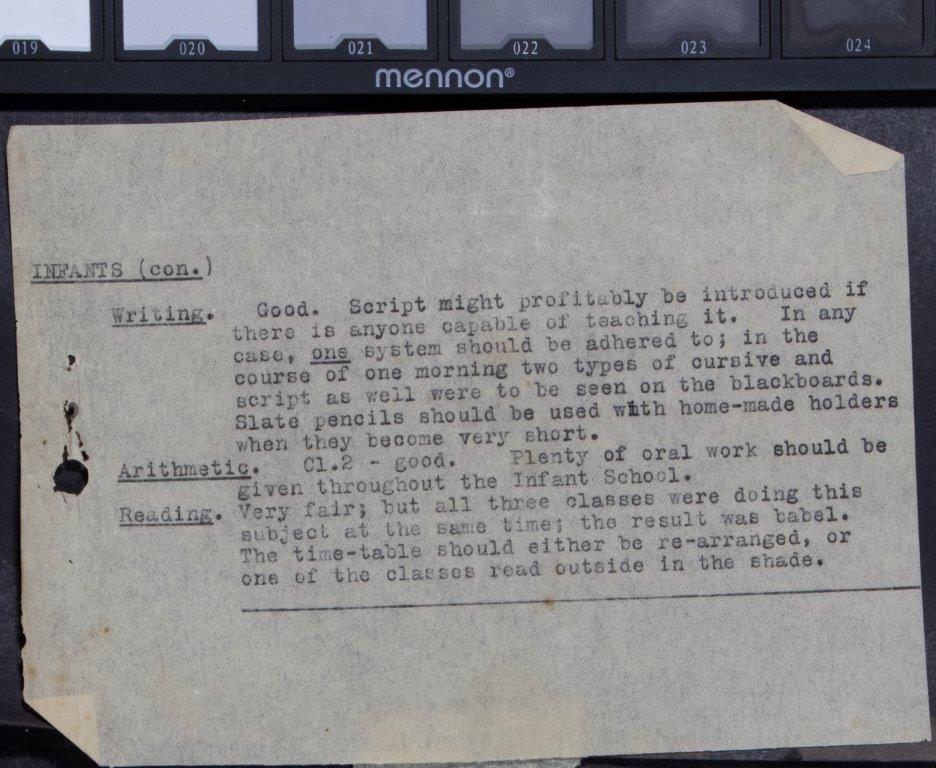 019 020 021 022 023 024
mennon®
INFANTS (con.)
Writing. Good. Script might profitably be introduced if
there is anyone capable of teaching it. In any
case, one system should be adhered to; in the
course of one morning two types of cursive and
script as well were to be seen on the blackboards.
Slate pencils should be used with home-made holders
when they become very short.
Arithmetic. Cl.2 - good. Plenty of oral work should be
given throughout the Infant School.
Reading. Very fair; but all three classes were doing this
subject at the same time; the result was babel.
The time-table should either be re-arranged, or
one of the classes read outside in the shade.